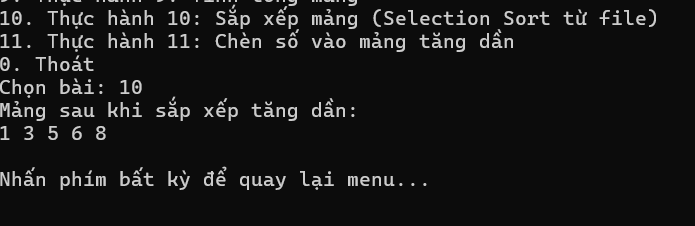 10. Thực hành 10: Sắp xếp mảng (Selection Sort từ file)
11. Thực hành 11: Chèn số vào mảng tăng dần
0. Thoát
Chọn bài: 10
Mảng sau khi sắp xếp tăng dần:
1 3 5 6 8
Nhấn phím bất kỳ để quay lại menu...